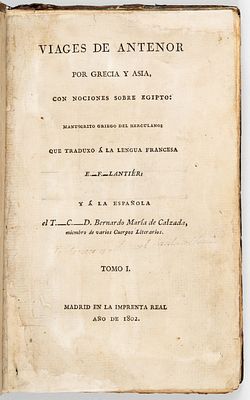 VIAGES DE ANTENOR
POR GRECIA Y ASIA,
CON NOCIONES SOBRE EGIPTO:
MANUSCRITO GRIEGO DEL HERCULANO:
QUE TRADUXO Á LA LENGUA FRANCESA
E.—F.—LANTIÉR:
Y Á LA ESPAÑOLA
el T.—C.—D. Bernardo María de Calzada,
miembro de varios Cuerpos Literarios.
TOMO I.
MADRID EN LA IMPRENTA REAL
AÑO DE 1802.